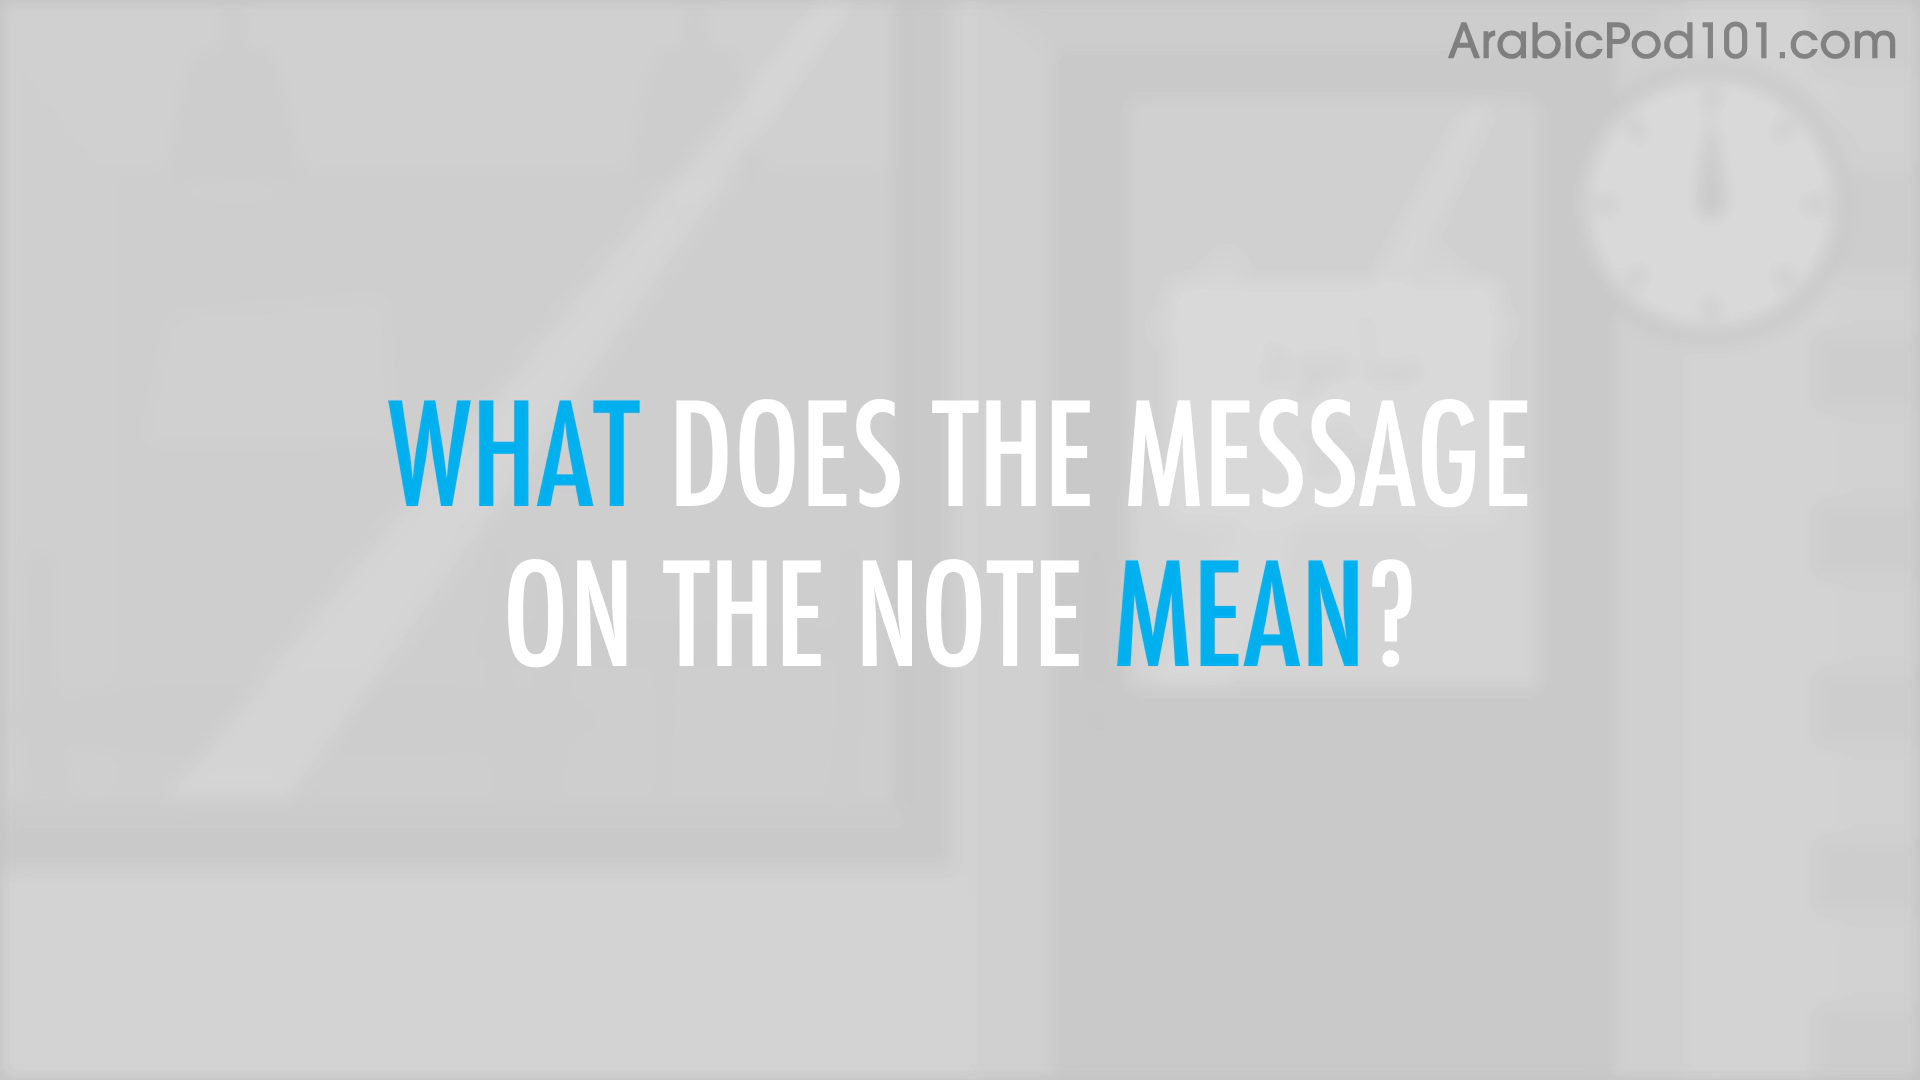 ArabicPod101.com
WHAT DOES THE MESSAGE
ON THE NOTE MEAN?